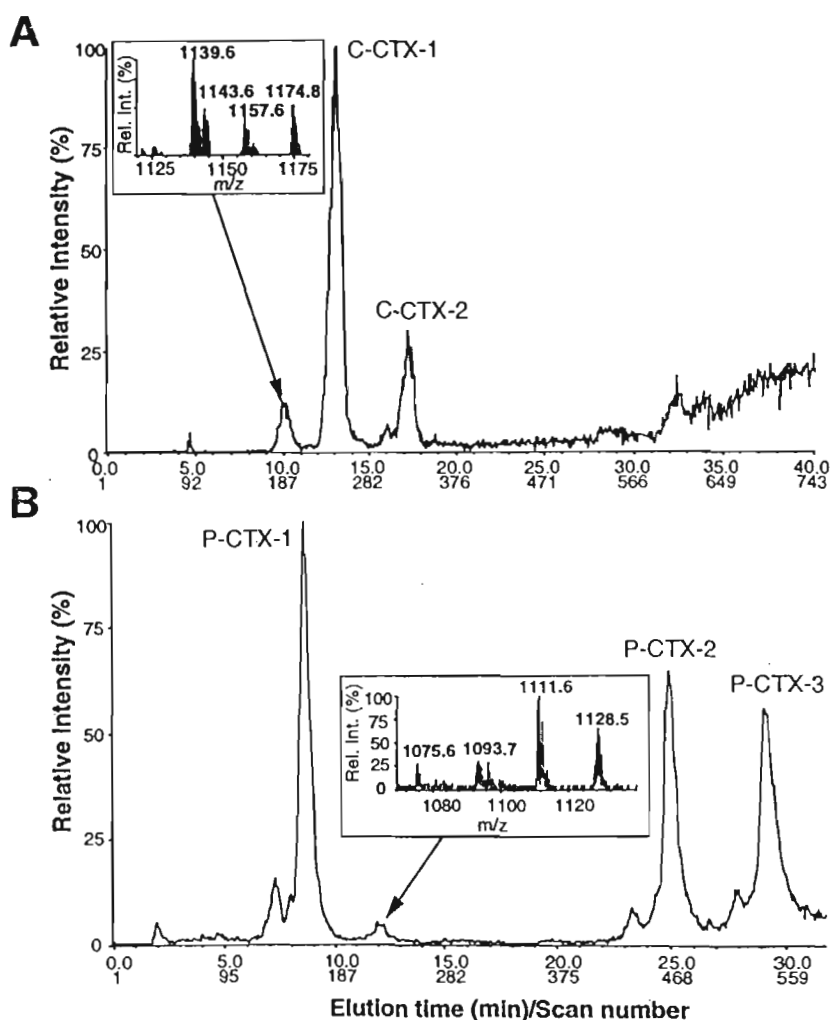 A
Relative Intensity (%)
100
75
50
25
0
C-CTX-1
C-CTX-2
Rel. Int. (%)
1139.6
1143.6
1174.8
1157.6
1125 1150 1175
m/z
0.0 5.0 10.0 15.0 20.0 25.0 30.0 35.0 40.0
1 92 187 282 376 471 566 649 743
B
Relative Intensity (%)
100
75
50
25
0
P-CTX-1
P-CTX-2
P-CTX-3
Rel. Int. (%)
100
75
50
25
0
1111.6
1128.5
1075.6 1093.7
1080 1100 1120
m/z
0.0 5.0 10.0 15.0 20.0 25.0 30.0
1 95 187 282 375 468 559
Elution time (min)/Scan number